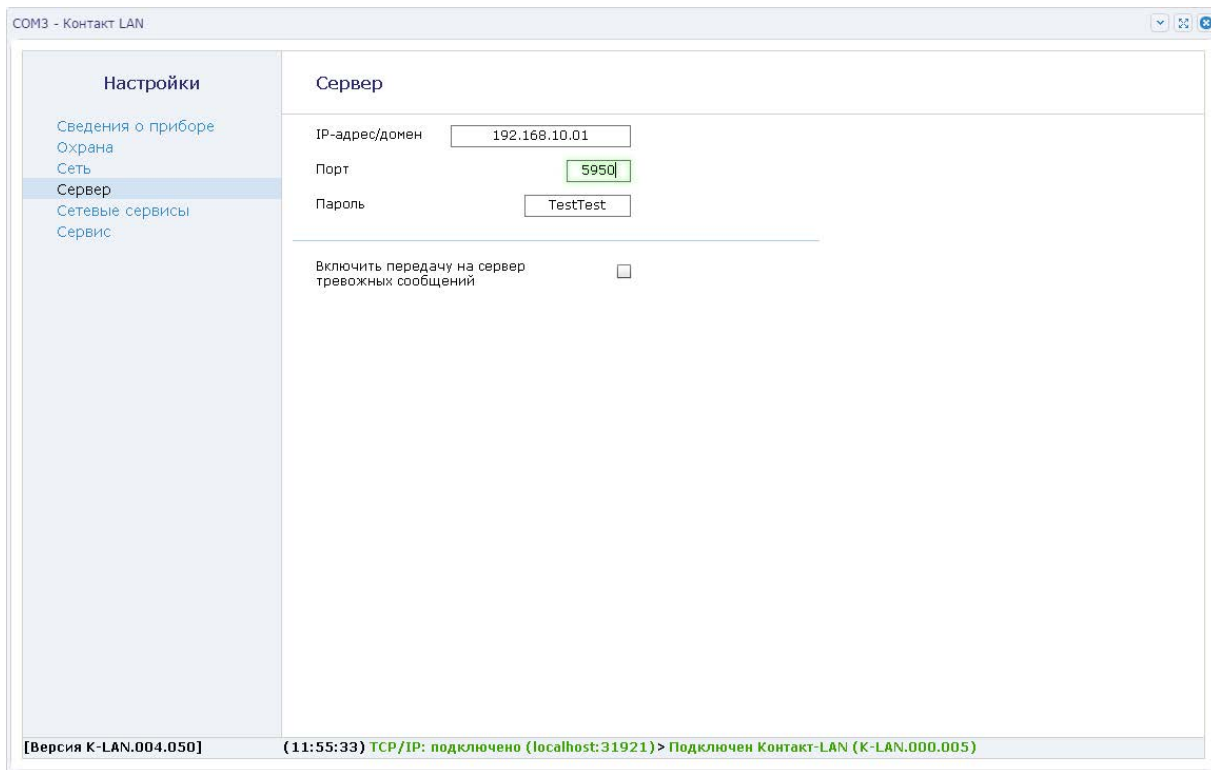 COM3 - Контакт LAN
Настройки
Сведения о приборе
Охрана
Сеть
Сервер
Сетевые сервисы
Сервис
Сервер
IP-адрес/домен 192.168.10.01
Порт 5950
Пароль TestTest
Включить передачу на сервер
тревожных сообщений
[Версия K-LAN.004.050] (11:55:33) TCP/IP: подключено (localhost:31921)> Подключен Контакт-LAN (K-LAN.000.005)